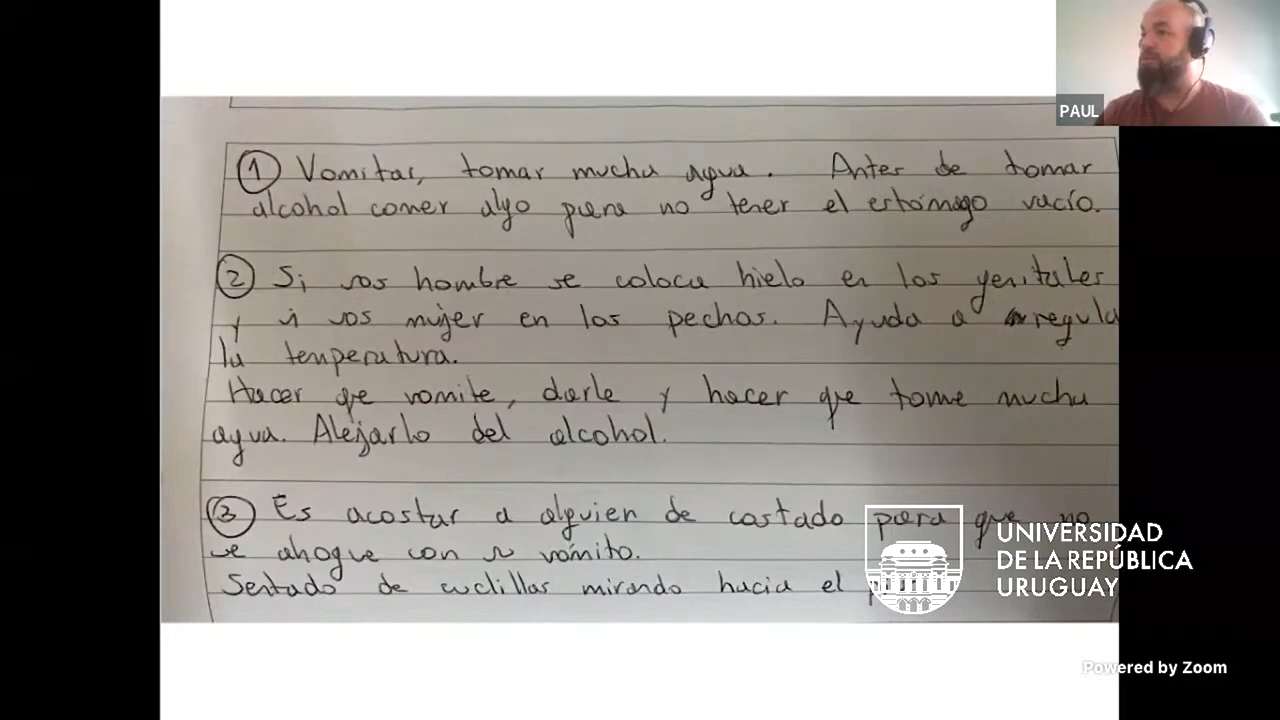 PAUL
① Vomitar, tomar mucha agua. Antes de tomar
alcohol comer algo para no tener el estómago vacío.
② Si sos hombre se coloca hielo en los genitales
y si sos mujer en los pechos. Ayuda a regula
la temperatura.
Hacer que vomite, darle y hacer que tome mucha
agua. Alejarlo del alcohol.
③ Es acostar a alguien de costado para que no
se ahogue con su vómito.
Sentado de cuclillas mirando hacia el
UNIVERSIDAD
DE LA REPÚBLICA
URUGUAY
Powered by Zoom